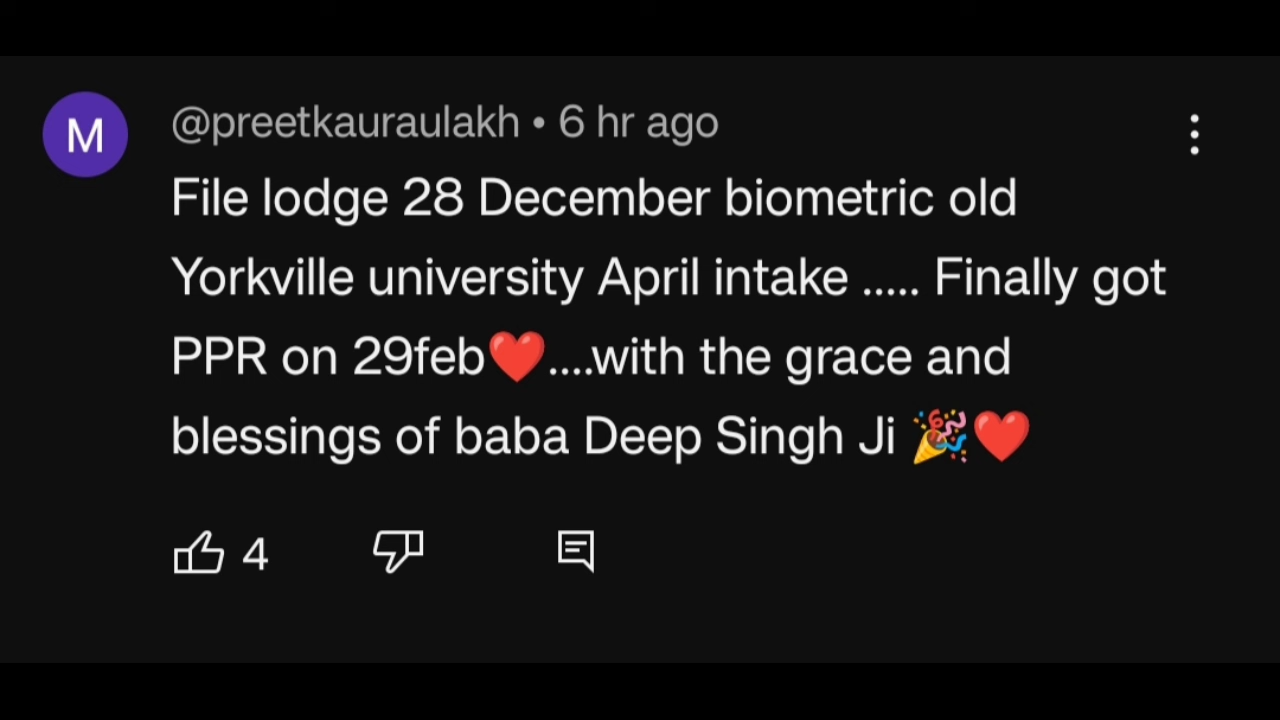 M
@preetkauraulakh • 6 hr ago
File lodge 28 December biometric old
Yorkville university April intake ..... Finally got
PPR on 29feb❤️....with the grace and
blessings of baba Deep Singh Ji 🎉❤️
4